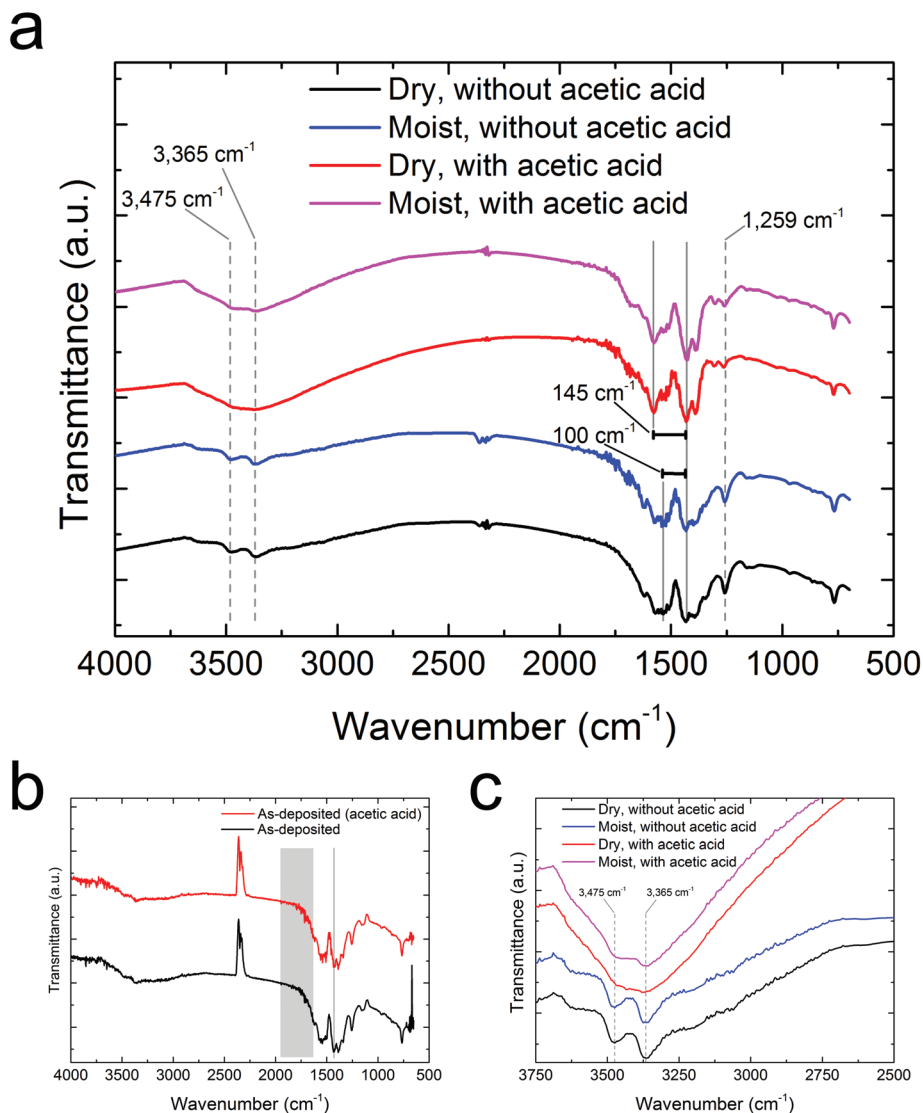 a
Dry, without acetic acid
Moist, without acetic acid
Dry, with acetic acid
Moist, with acetic acid
3,365 cm-1
3,475 cm-1
1,259 cm-1
145 cm-1
100 cm-1
Transmittance (a.u.)
4000 3500 3000 2500 2000 1500 1000 500
Wavenumber (cm-1)
b
As-deposited (acetic acid)
As-deposited
Transmittance (a.u.)
4000 3500 3000 2500 2000 1500 1000 500
Wavenumber (cm-1)
c
Dry, without acetic acid
Moist, without acetic acid
Dry, with acetic acid
Moist, with acetic acid
3,475 cm-1 3,365 cm-1
Transmittance (a.u.)
3750 3500 3250 3000 2750 2500
Wavenumber (cm-1)